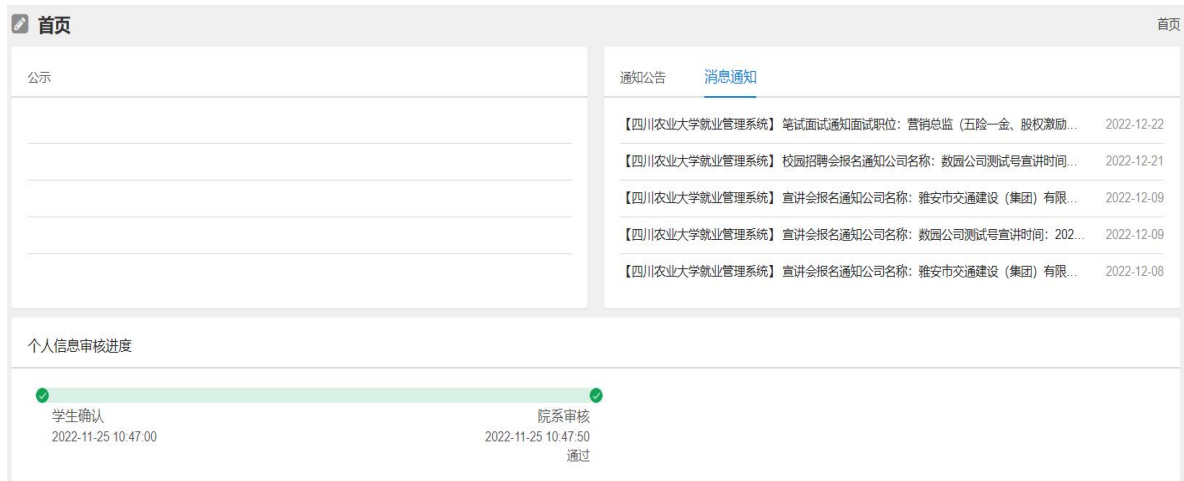 首页
首页
公示
通知公告 消息通知
【四川农业大学就业管理系统】笔试面试通知面试职位：营销总监（五险一金、股权激励... 2022-12-22
【四川农业大学就业管理系统】校园招聘会报名通知公司名称：数园公司测试号宣讲时间... 2022-12-21
【四川农业大学就业管理系统】宣讲会报名通知公司名称：雅安市交通建设（集团）有限... 2022-12-09
【四川农业大学就业管理系统】宣讲会报名通知公司名称：数园公司测试号宣讲时间：202... 2022-12-09
【四川农业大学就业管理系统】宣讲会报名通知公司名称：雅安市交通建设（集团）有限... 2022-12-08
个人信息审核进度
学生确认 院系审核
2022-11-25 10:47:00 2022-11-25 10:47:50
通过